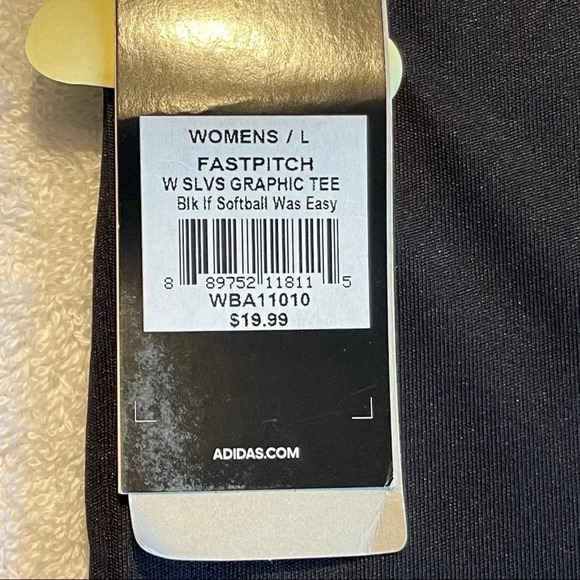 WOMENS / L
FASTPITCH
W SLVS GRAPHIC TEE
Blk If Softball Was Easy
8 89752 11811 5
WBA11010
$19.99
ADIDAS.COM